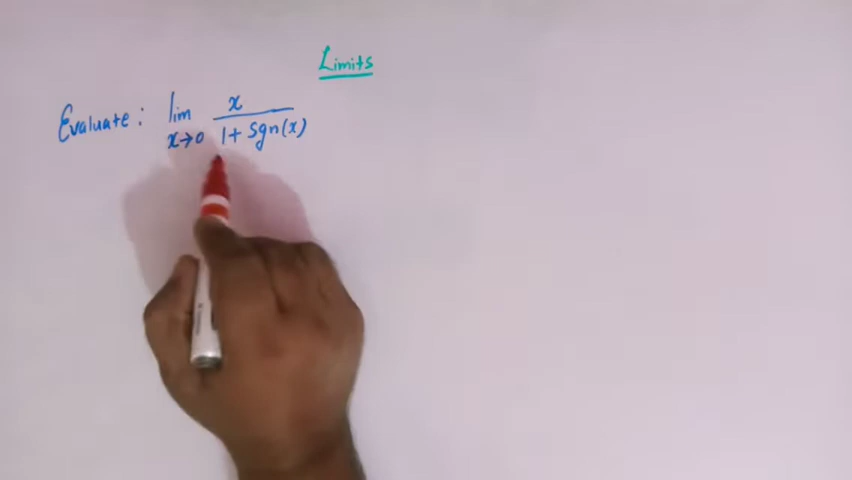 Limits
Evaluate: lim x
x→0 1+ Sgn(x)